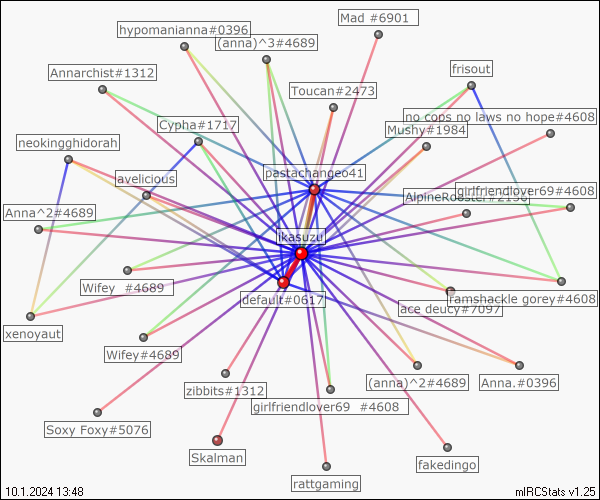 Mad #6901
hypomanianna#0396
(anna)^3#4689
frisout
Annarchist#1312
Toucan#2473
no cops no laws no hope#4608
Cypha#1717
Mushy#1984
neokingghidorah
pastachangeo41
avelicious
girlfriendlover69#4608
AlpineRooster#2150
Anna^2#4689
ikasuzu
Wifey #4689
default#0617
ramshackle gorey#4608
ace deucy#7097
xenoyaut
Wifey#4689
zibbits#1312
(anna)^2#4689
Anna.#0396
girlfriendlover69 #4608
Soxy Foxy#5076
Skalman
fakedingo
rattgaming
10.1.2024 13:48
mIRCStats v1.25